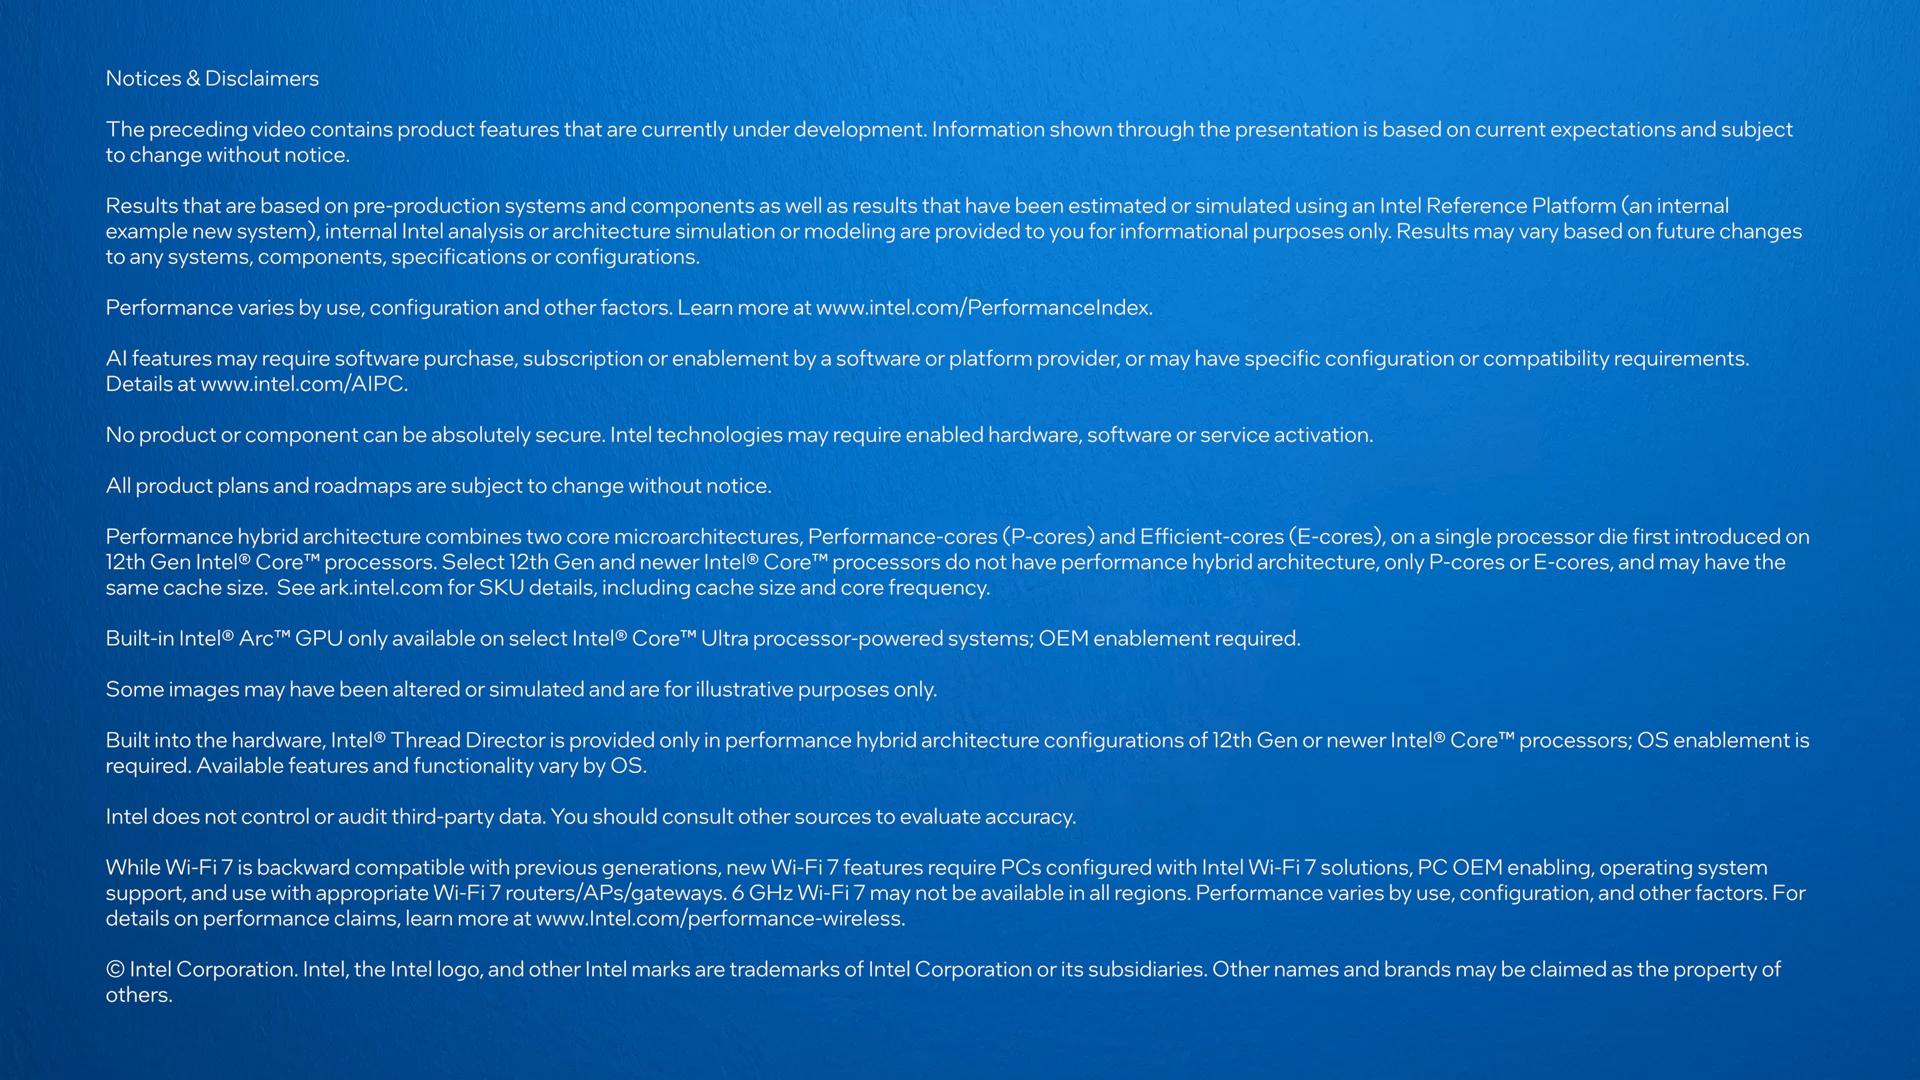 Notices & Disclaimers
The preceding video contains product features that are currently under development. Information shown through the presentation is based on current expectations and subject
to change without notice.
Results that are based on pre-production systems and components as well as results that have been estimated or simulated using an Intel Reference Platform (an internal
example new system), internal Intel analysis or architecture simulation or modeling are provided to you for informational purposes only. Results may vary based on future changes
to any systems, components, specifications or configurations.
Performance varies by use, configuration and other factors. Learn more at www.intel.com/PerformanceIndex.
AI features may require software purchase, subscription or enablement by a software or platform provider, or may have specific configuration or compatibility requirements.
Details at www.intel.com/AIPC.
No product or component can be absolutely secure. Intel technologies may require enabled hardware, software or service activation.
All product plans and roadmaps are subject to change without notice.
Performance hybrid architecture combines two core microarchitectures, Performance-cores (P-cores) and Efficient-cores (E-cores), on a single processor die first introduced on
12th Gen Intel® Core™ processors. Select 12th Gen and newer Intel® Core™ processors do not have performance hybrid architecture, only P-cores or E-cores, and may have the
same cache size.  See ark.intel.com for SKU details, including cache size and core frequency.
Built-in Intel® Arc™ GPU only available on select Intel® Core™ Ultra processor-powered systems; OEM enablement required.
Some images may have been altered or simulated and are for illustrative purposes only.
Built into the hardware, Intel® Thread Director is provided only in performance hybrid architecture configurations of 12th Gen or newer Intel® Core™ processors; OS enablement is
required. Available features and functionality vary by OS.
Intel does not control or audit third-party data. You should consult other sources to evaluate accuracy.
While Wi-Fi 7 is backward compatible with previous generations, new Wi-Fi 7 features require PCs configured with Intel Wi-Fi 7 solutions, PC OEM enabling, operating system
support, and use with appropriate Wi-Fi 7 routers/APs/gateways. 6 GHz Wi-Fi 7 may not be available in all regions. Performance varies by use, configuration, and other factors. For
details on performance claims, learn more at www.Intel.com/performance-wireless.
© Intel Corporation. Intel, the Intel logo, and other Intel marks are trademarks of Intel Corporation or its subsidiaries. Other names and brands may be claimed as the property of
others.